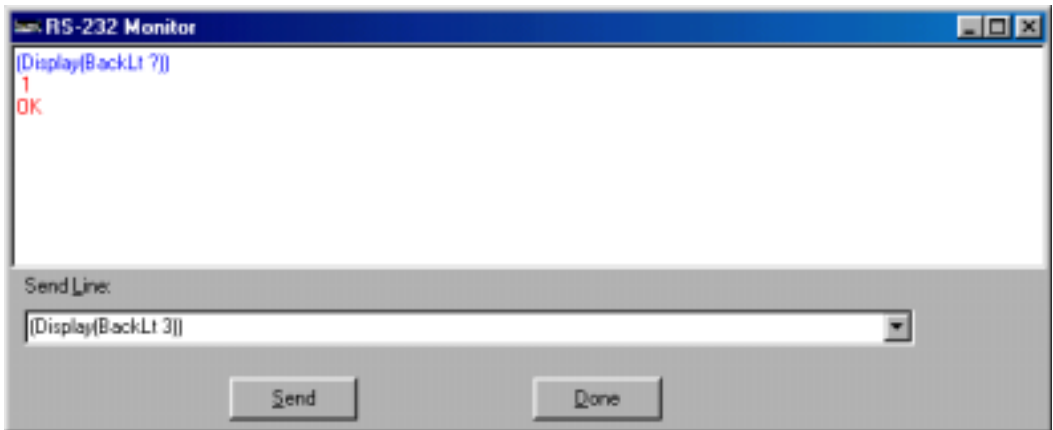 RS-232 Monitor
(Display(BackLt ?))
1
OK
Send Line:
(Display(BackLt 3))
Send
Done